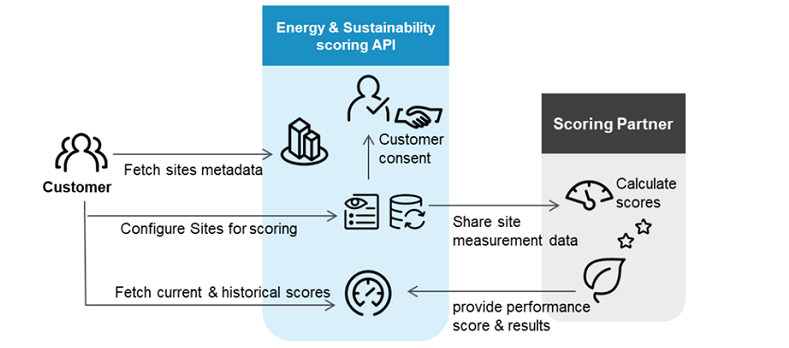 Energy & Sustainability
scoring API
Scoring Partner
Customer
consent
Calculate
scores
Fetch sites metadata
Customer
Configure Sites for scoring
Share site
measurement data
Fetch current & historical scores
provide performance
score & results